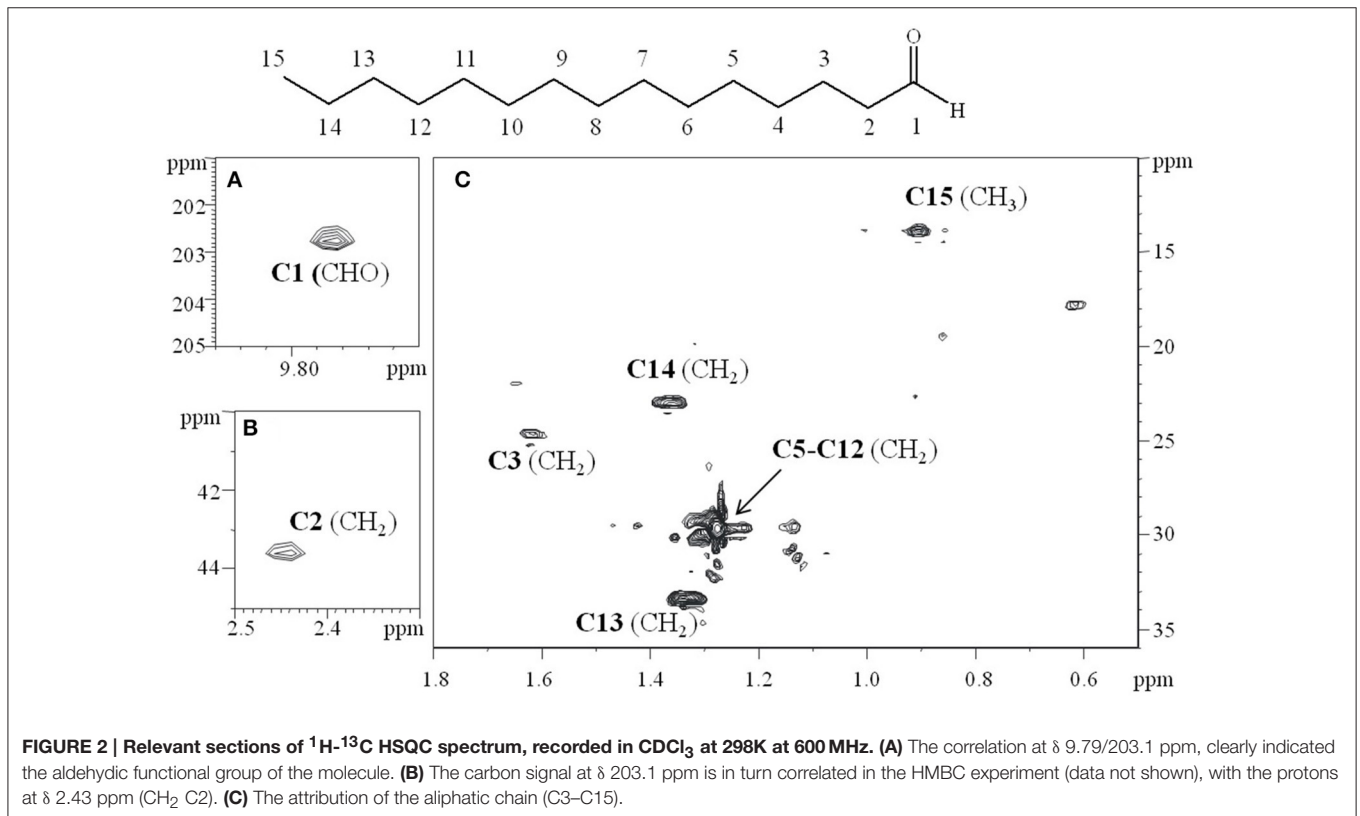 O
15 13 11 9 7 5 3
H
14 12 10 8 6 4 2 1
ppm
A
202
203
C1 (CHO)
204
205
9.80 ppm
ppm
B
42
C2 (CH₂)
44
2.5 2.4 ppm
C
ppm
C15 (CH₃)
15
20
C14 (CH₂)
C5-C12 (CH₂)
25
C3 (CH₂)
30
C13 (CH₂)
35
1.8 1.6 1.4 1.2 1.0 0.8 0.6 ppm
FIGURE 2 | Relevant sections of ¹H-¹³C HSQC spectrum, recorded in CDCl₃ at 298K at 600 MHz. (A) The correlation at δ 9.79/203.1 ppm, clearly indicated
the aldehydic functional group of the molecule. (B) The carbon signal at δ 203.1 ppm is in turn correlated in the HMBC experiment (data not shown), with the protons
at δ 2.43 ppm (CH₂ C2). (C) The attribution of the aliphatic chain (C3–C15).